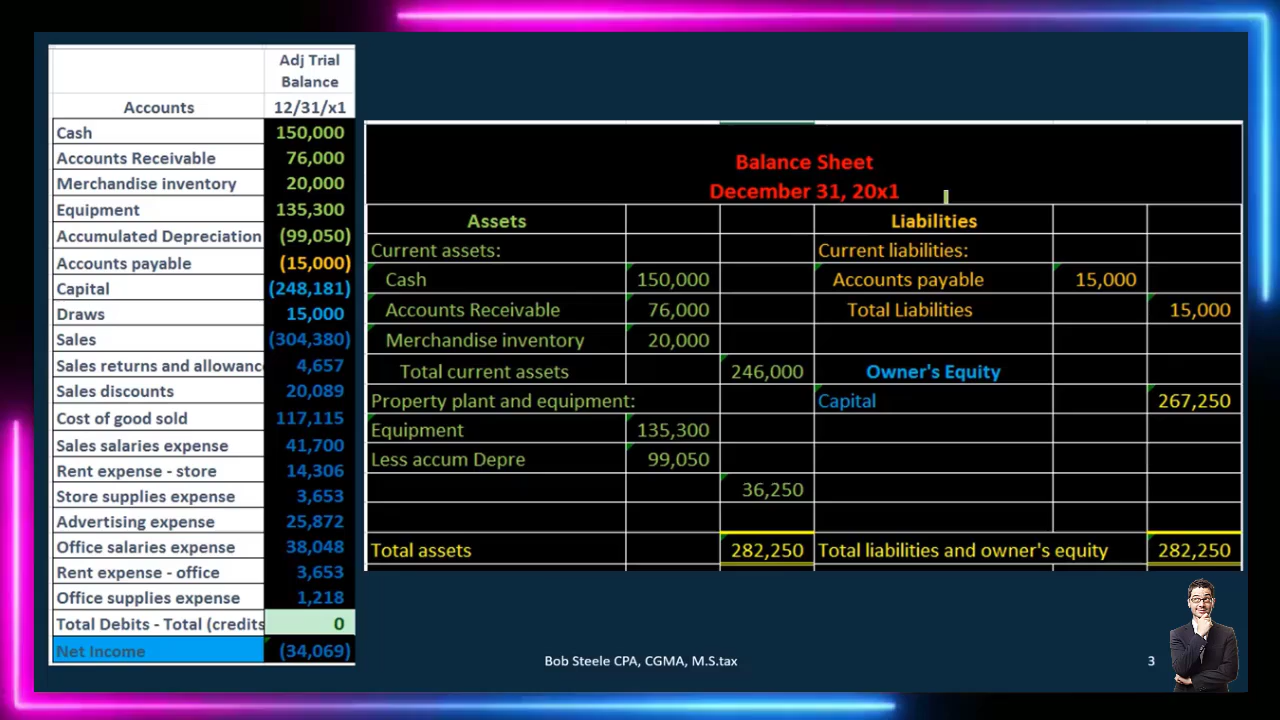 Adj Trial
Balance
Accounts 12/31/x1
Cash 150,000
Accounts Receivable 76,000
Merchandise inventory 20,000
Equipment 135,300
Accumulated Depreciation (99,050)
Accounts payable (15,000)
Capital (248,181)
Draws 15,000
Sales (304,380)
Sales returns and allowanc 4,657
Sales discounts 20,089
Cost of good sold 117,115
Sales salaries expense 41,700
Rent expense - store 14,306
Store supplies expense 3,653
Advertising expense 25,872
Office salaries expense 38,048
Rent expense - office 3,653
Office supplies expense 1,218
Total Debits - Total (credits 0
Net Income (34,069)
Balance Sheet
December 31, 20x1
Assets Liabilities
Current assets: Current liabilities:
Cash 150,000 Accounts payable 15,000
Accounts Receivable 76,000 Total Liabilities 15,000
Merchandise inventory 20,000
Total current assets 246,000 Owner's Equity
Property plant and equipment: Capital 267,250
Equipment 135,300
Less accum Depre 99,050
36,250
Total assets 282,250 Total liabilities and owner's equity 282,250
Bob Steele CPA, CGMA, M.S.tax 3